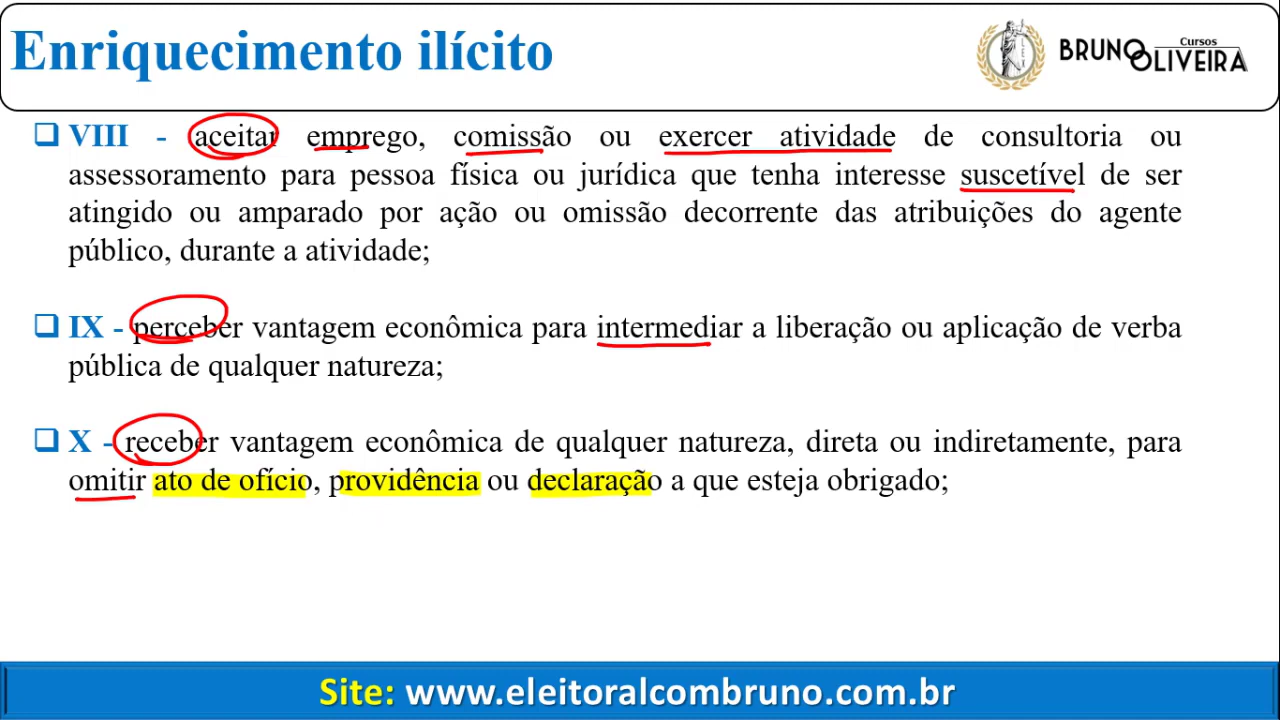 Enriquecimento ilícito
Cursos
BRUNO
OLIVEIRA
VIII - aceitar emprego, comissão ou exercer atividade de consultoria ou
assessoramento para pessoa física ou jurídica que tenha interesse suscetível de ser
atingido ou amparado por ação ou omissão decorrente das atribuições do agente
público, durante a atividade;
IX - perceber vantagem econômica para intermediar a liberação ou aplicação de verba
pública de qualquer natureza;
X - receber vantagem econômica de qualquer natureza, direta ou indiretamente, para
omitir ato de ofício, providência ou declaração a que esteja obrigado;
Site: www.eleitoralcombruno.com.br